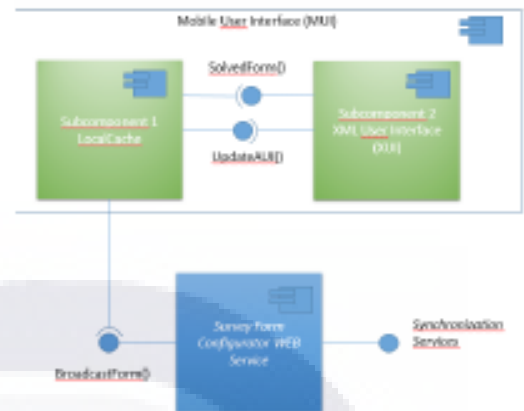 Mobile User Interface (MUI)
SolvedForm()
Subcomponent 1
LocalCache
Subcomponent 2
XML User Interface
(XUI)
UpdateAUI()
Survey Form
Configurator WEB
Service
Synchronization
Services
BroadcastForm()